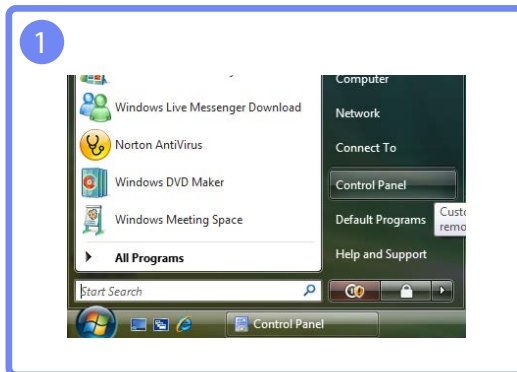 1
Computer
Windows Live Messenger Download
Network
Norton AntiVirus
Connect To
Windows DVD Maker
Control Panel
Windows Meeting Space
Default Programs
All Programs
Help and Support
Start Search
Control Panel